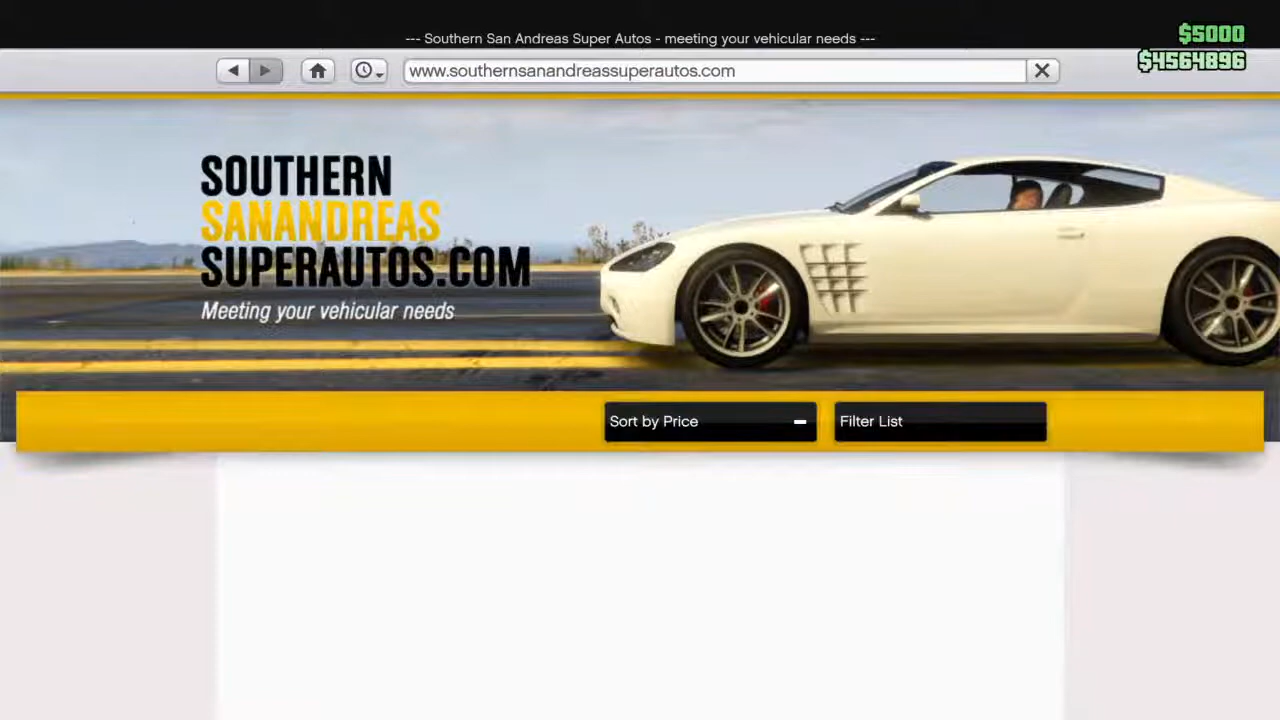 --- Southern San Andreas Super Autos - meeting your vehicular needs ---
$5000
$4564896
www.southernsanandreassuperautos.com
SOUTHERN
SANANDREAS
SUPERAUTOS.COM
Meeting your vehicular needs
Sort by Price
Filter List